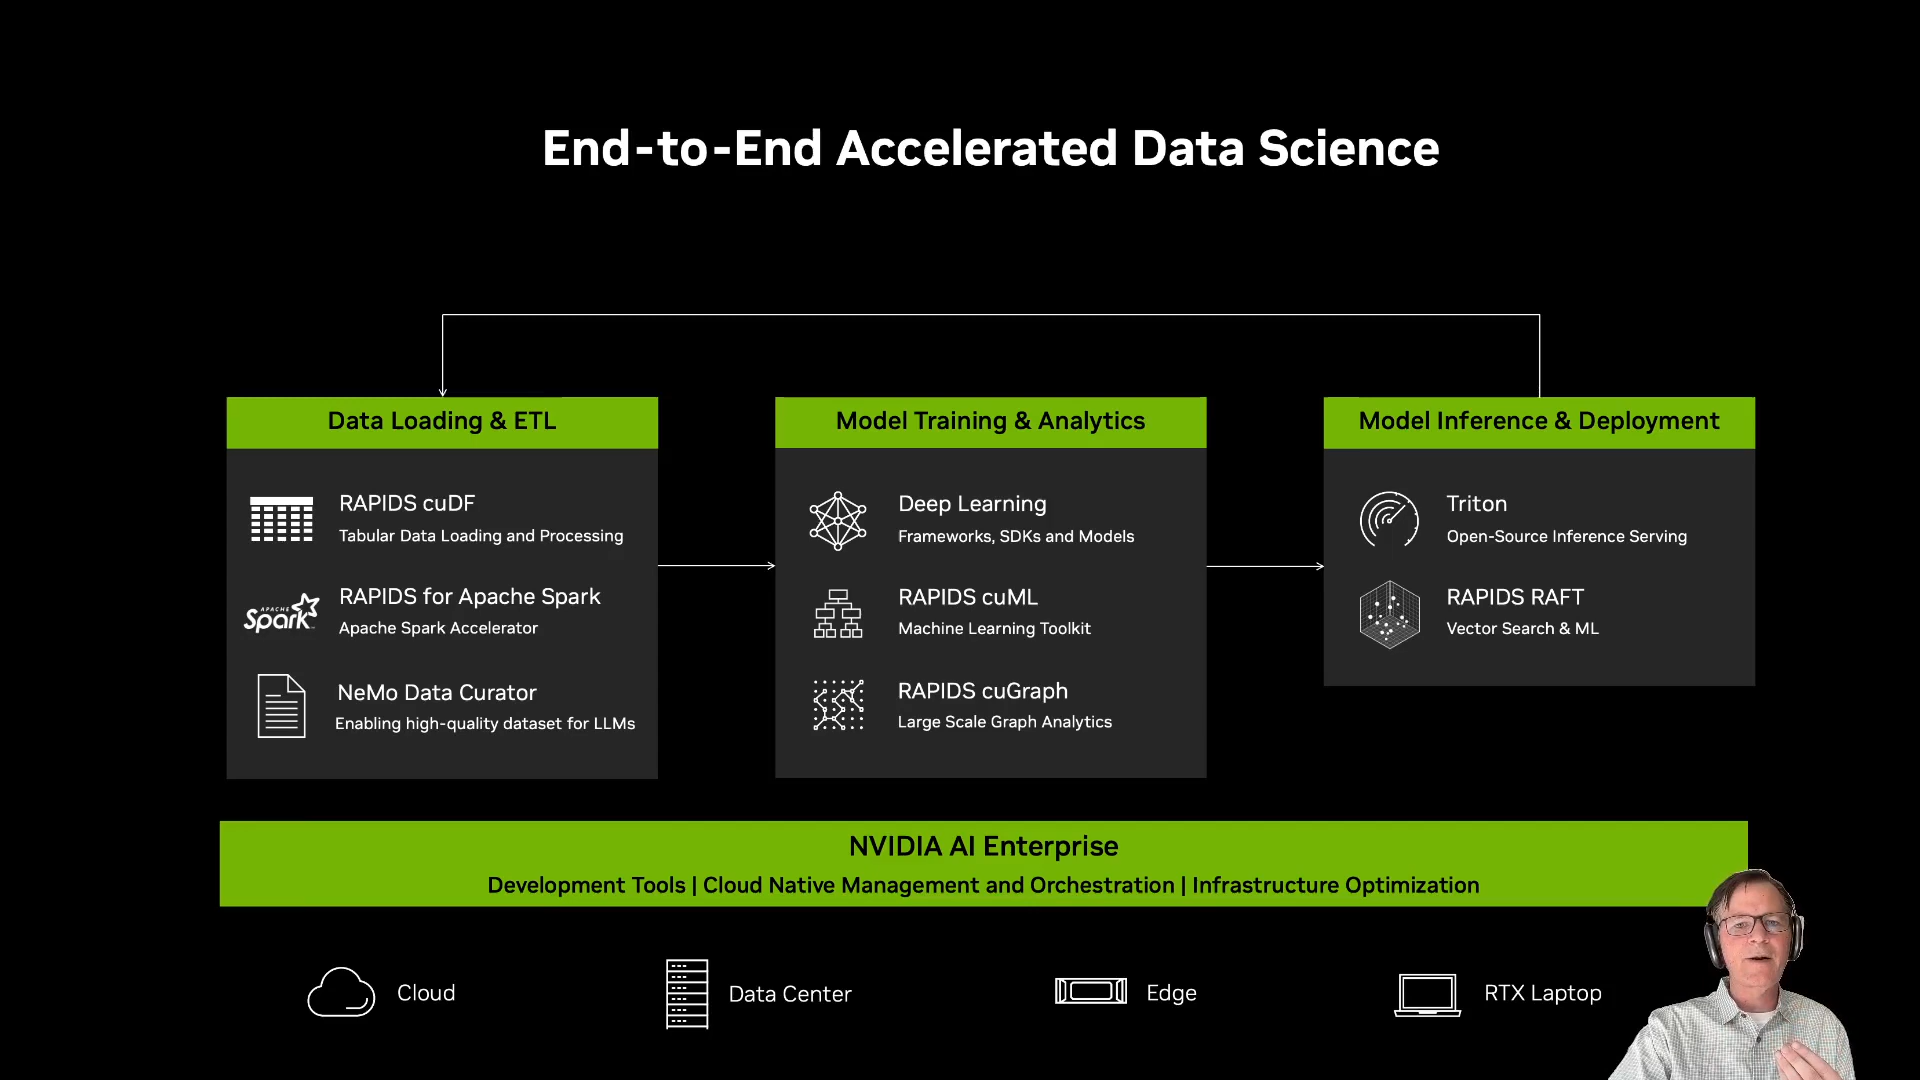 End-to-End Accelerated Data Science
Data Loading & ETL
RAPIDS cuDF
Tabular Data Loading and Processing
APACHE
Spark
RAPIDS for Apache Spark
Apache Spark Accelerator
NeMo Data Curator
Enabling high-quality dataset for LLMs
Model Training & Analytics
Deep Learning
Frameworks, SDKs and Models
RAPIDS cuML
Machine Learning Toolkit
RAPIDS cuGraph
Large Scale Graph Analytics
Model Inference & Deployment
Triton
Open-Source Inference Serving
RAPIDS RAFT
Vector Search & ML
NVIDIA AI Enterprise
Development Tools | Cloud Native Management and Orchestration | Infrastructure Optimization
Cloud
Data Center
Edge
RTX Laptop